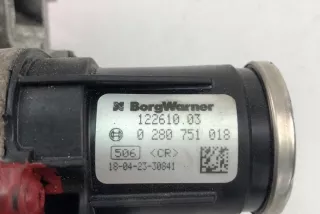 BorgWarner
122610.03
0 280 751 018
506 <CR>
18-04-23-30841